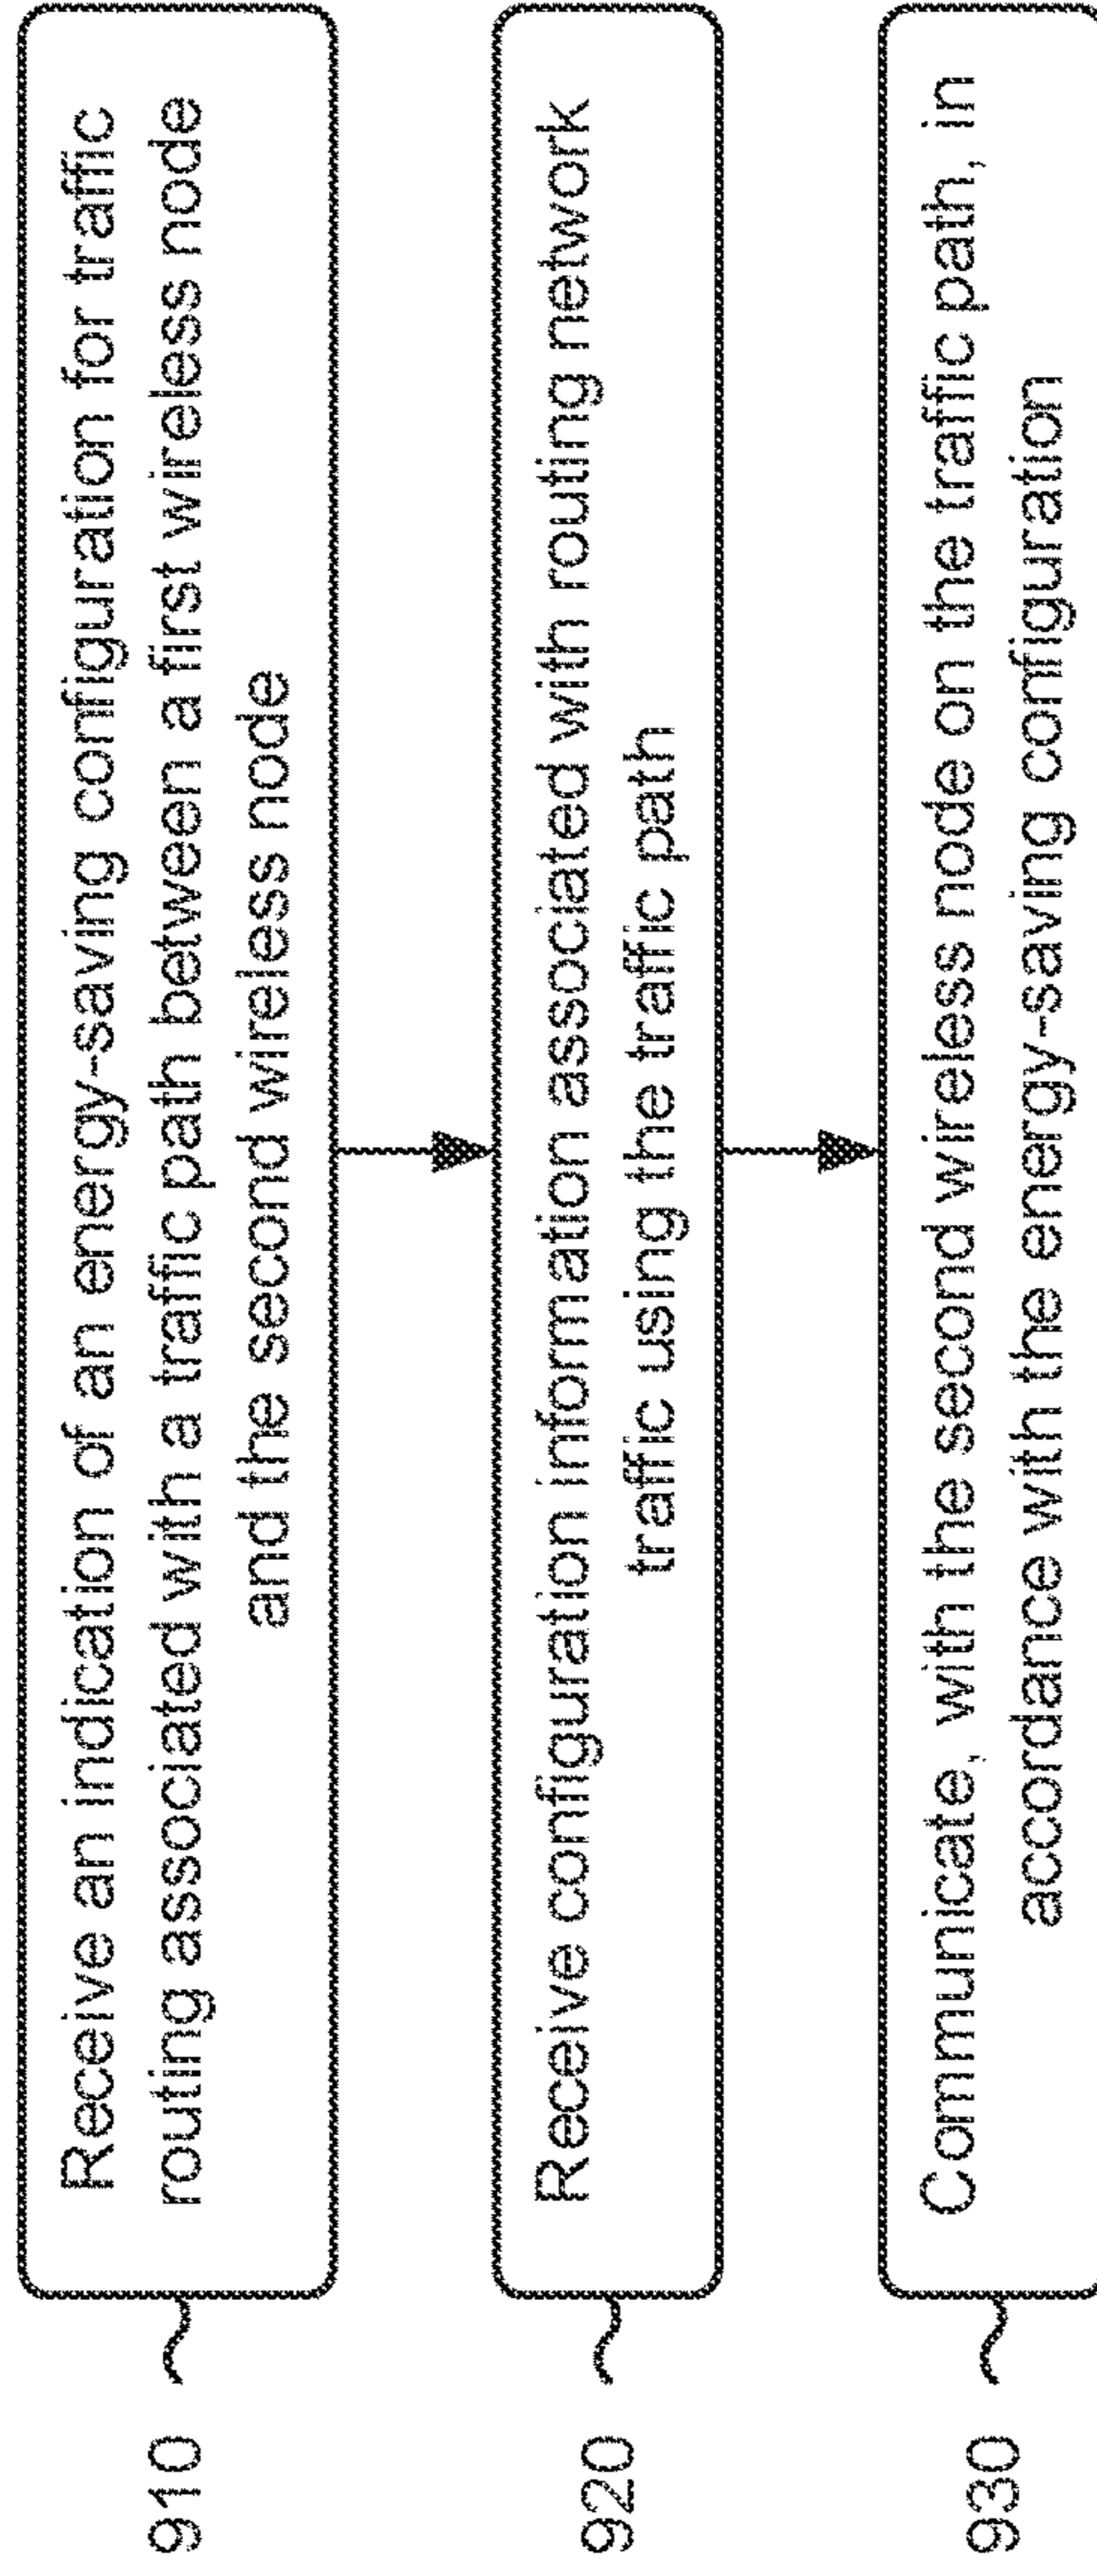 910
Receive an indication of an energy-saving configuration for traffic
routing associated with a traffic path between a first wireless node
and the second wireless node
920
Receive configuration information associated with routing network
traffic using the traffic path
930
Communicate, with the second wireless node on the traffic path, in
accordance with the energy-saving configuration